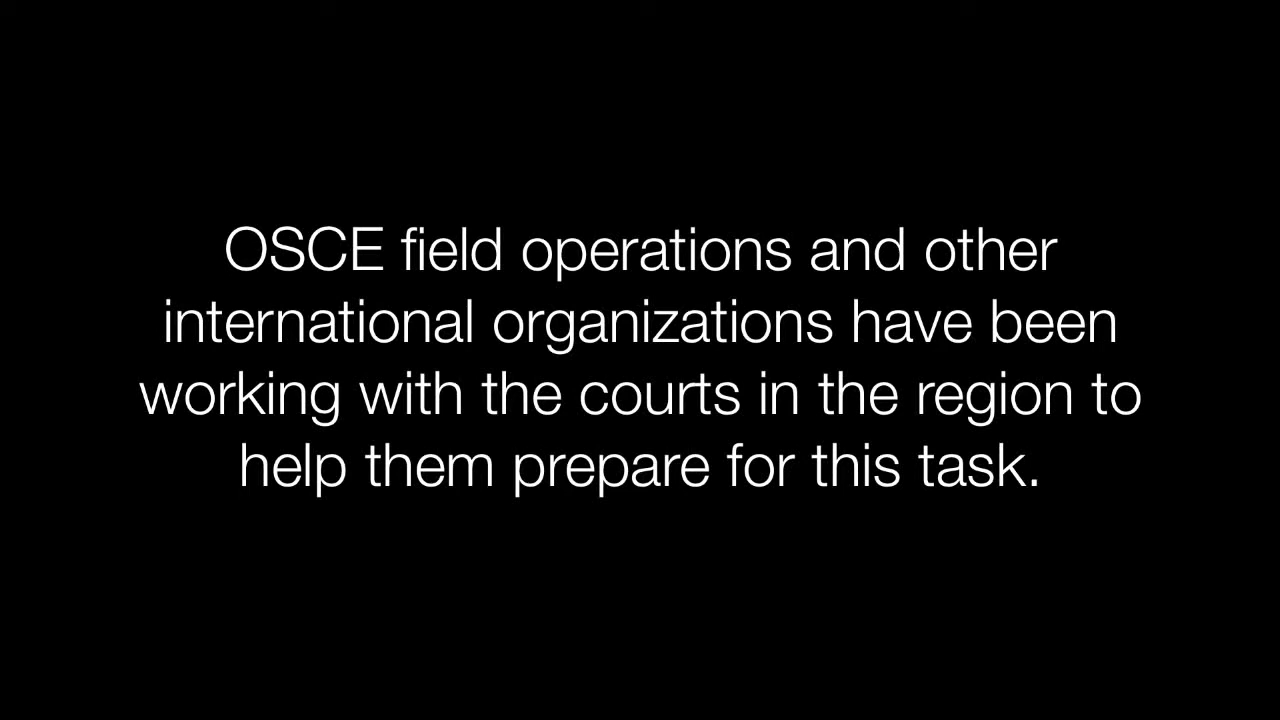 OSCE field operations and other
international organizations have been
working with the courts in the region to
help them prepare for this task.